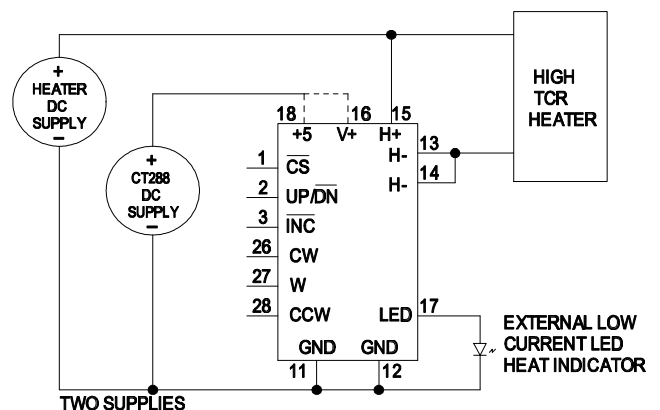 +
HEATER
DC
SUPPLY
−
+
CT288
DC
SUPPLY
−
18
16
15
+5
V+
H+
1
CS
2
UP/DN
3
INC
26
CW
27
W
28
CCW
H-
13
H-
14
LED
17
GND
GND
11
12
HIGH
TCR
HEATER
EXTERNAL LOW
CURRENT LED
HEAT INDICATOR
TWO SUPPLIES